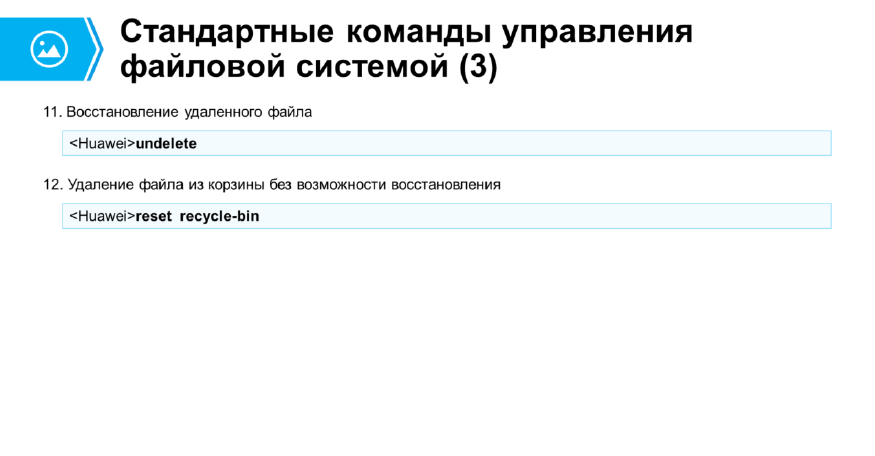 Стандартные команды управления
файловой системой (3)
11. Восстановление удаленного файла
<Huawei>undelete
12. Удаление файла из корзины без возможности восстановления
<Huawei>reset recycle-bin